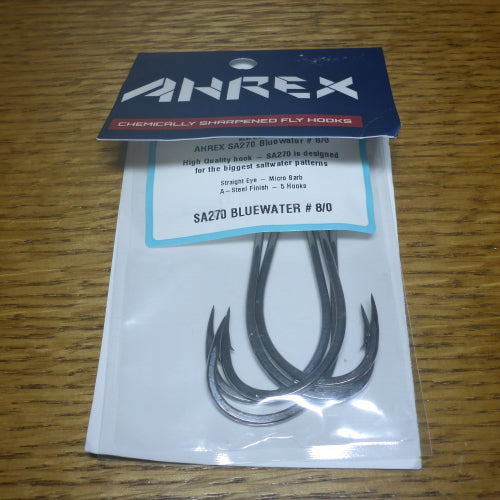 AHREX
CHEMICALLY SHARPENED FLY HOOKS
AHREX SA270 Bluewater # 8/0
High Quality hook – SA270 is designed
for the biggest saltwater patterns
Straight Eye – Micro Barb
A–Steel Finish – 5 Hooks
SA270 BLUEWATER # 8/0